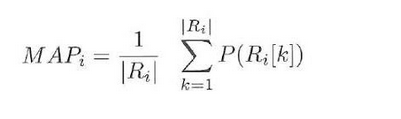 MAP_i = \frac{1}{|R_i|} \sum_{k=1}^{|R_i|} P(R_i[k])